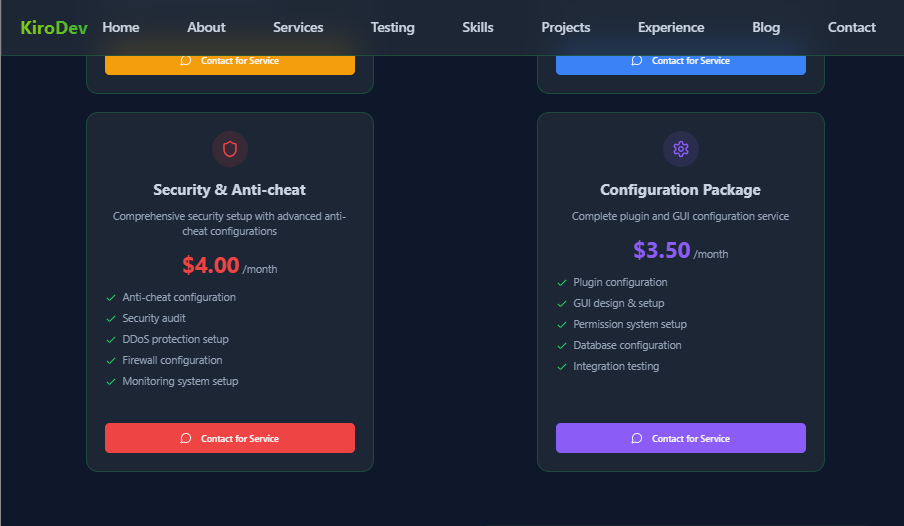 KiroDev Home About Services Testing Skills Projects Experience Blog Contact
Contact for Service
Contact for Service
Security & Anti-cheat
Comprehensive security setup with advanced anti-
cheat configurations
$4.00 /month
Anti-cheat configuration
Security audit
DDoS protection setup
Firewall configuration
Monitoring system setup
Contact for Service
Configuration Package
Complete plugin and GUI configuration service
$3.50 /month
Plugin configuration
GUI design & setup
Permission system setup
Database configuration
Integration testing
Contact for Service